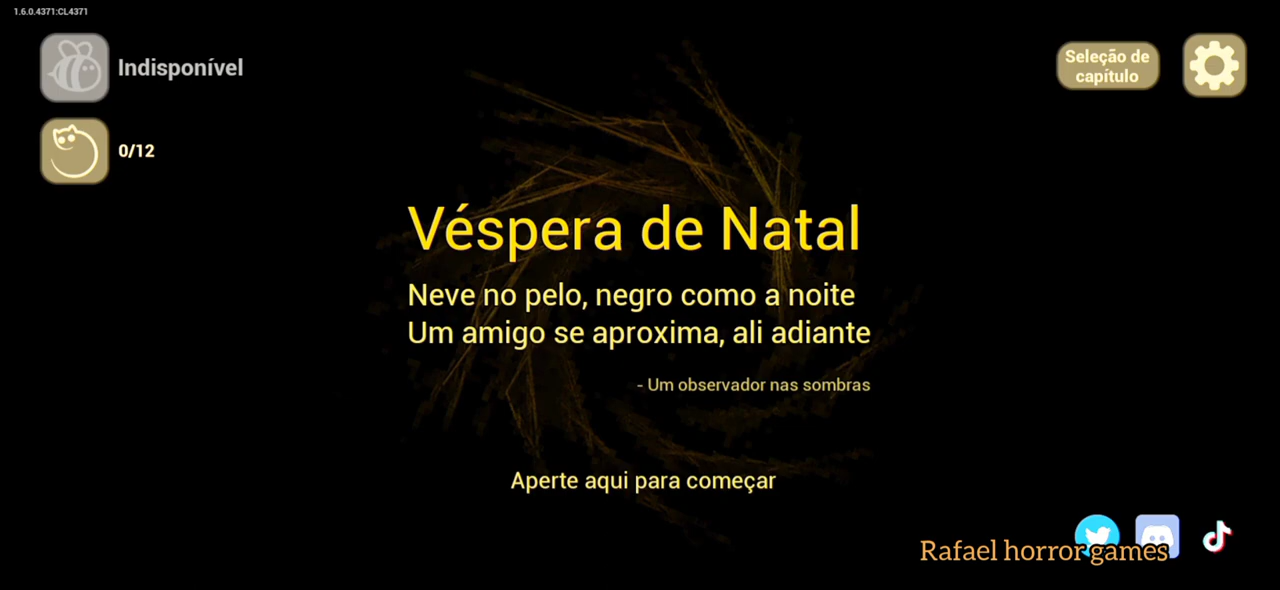 1.6.0.4371:CL4371
Indisponível
Seleção de
capítulo
0/12
Véspera de Natal
Neve no pelo, negro como a noite
Um amigo se aproxima, ali adiante
- Um observador nas sombras
Aperte aqui para começar
Rafael horror games